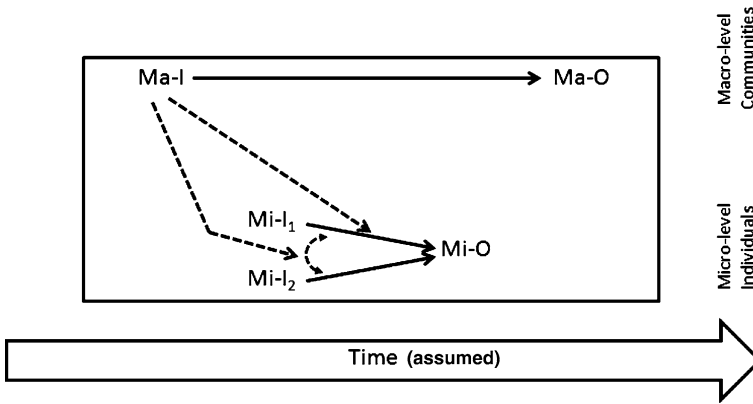 Ma-I
Ma-O
Macro-level
Communities
Mi-I₁
Mi-O
Mi-I₂
Micro-level
Individuals
Time (assumed)